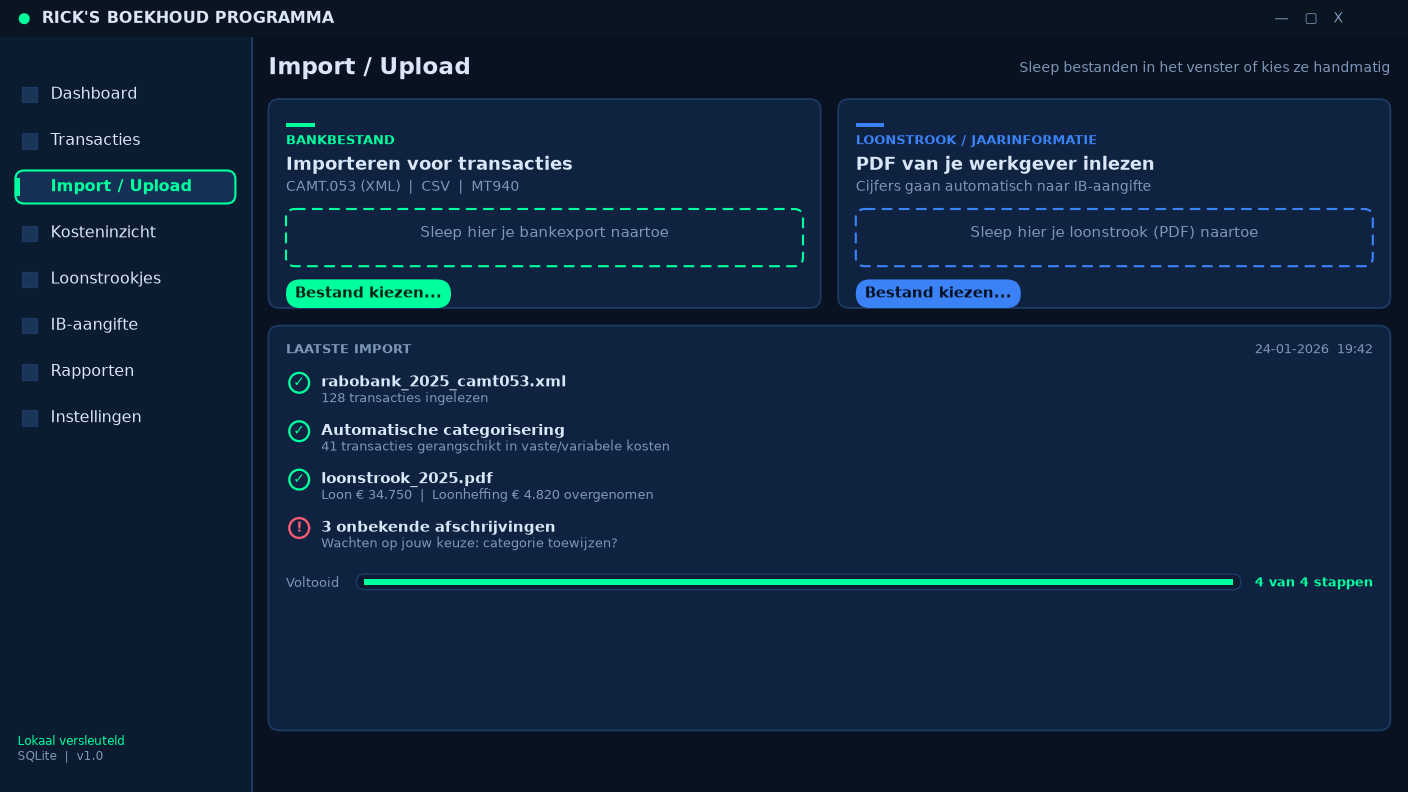 RICK'S BOEKHOUD PROGRAMMA
— ▢ X
Dashboard
Transacties
Import / Upload
Kosteninzicht
Loonstrookjes
IB-aangifte
Rapporten
Instellingen
Lokaal versleuteld
SQLite | v1.0
Import / Upload
Sleep bestanden in het venster of kies ze handmatig
BANKBESTAND
Importeren voor transacties
CAMT.053 (XML) | CSV | MT940
Sleep hier je bankexport naartoe
Bestand kiezen...
LOONSTROOK / JAARINFORMATIE
PDF van je werkgever inlezen
Cijfers gaan automatisch naar IB-aangifte
Sleep hier je loonstrook (PDF) naartoe
Bestand kiezen...
LAATSTE IMPORT
24-01-2026 19:42
✓ rabobank_2025_camt053.xml
128 transacties ingelezen
✓ Automatische categorisering
41 transacties gerangschikt in vaste/variabele kosten
✓ loonstrook_2025.pdf
Loon € 34.750 | Loonheffing € 4.820 overgenomen
! 3 onbekende afschrijvingen
Wachten op jouw keuze: categorie toewijzen?
Voltooid
4 van 4 stappen